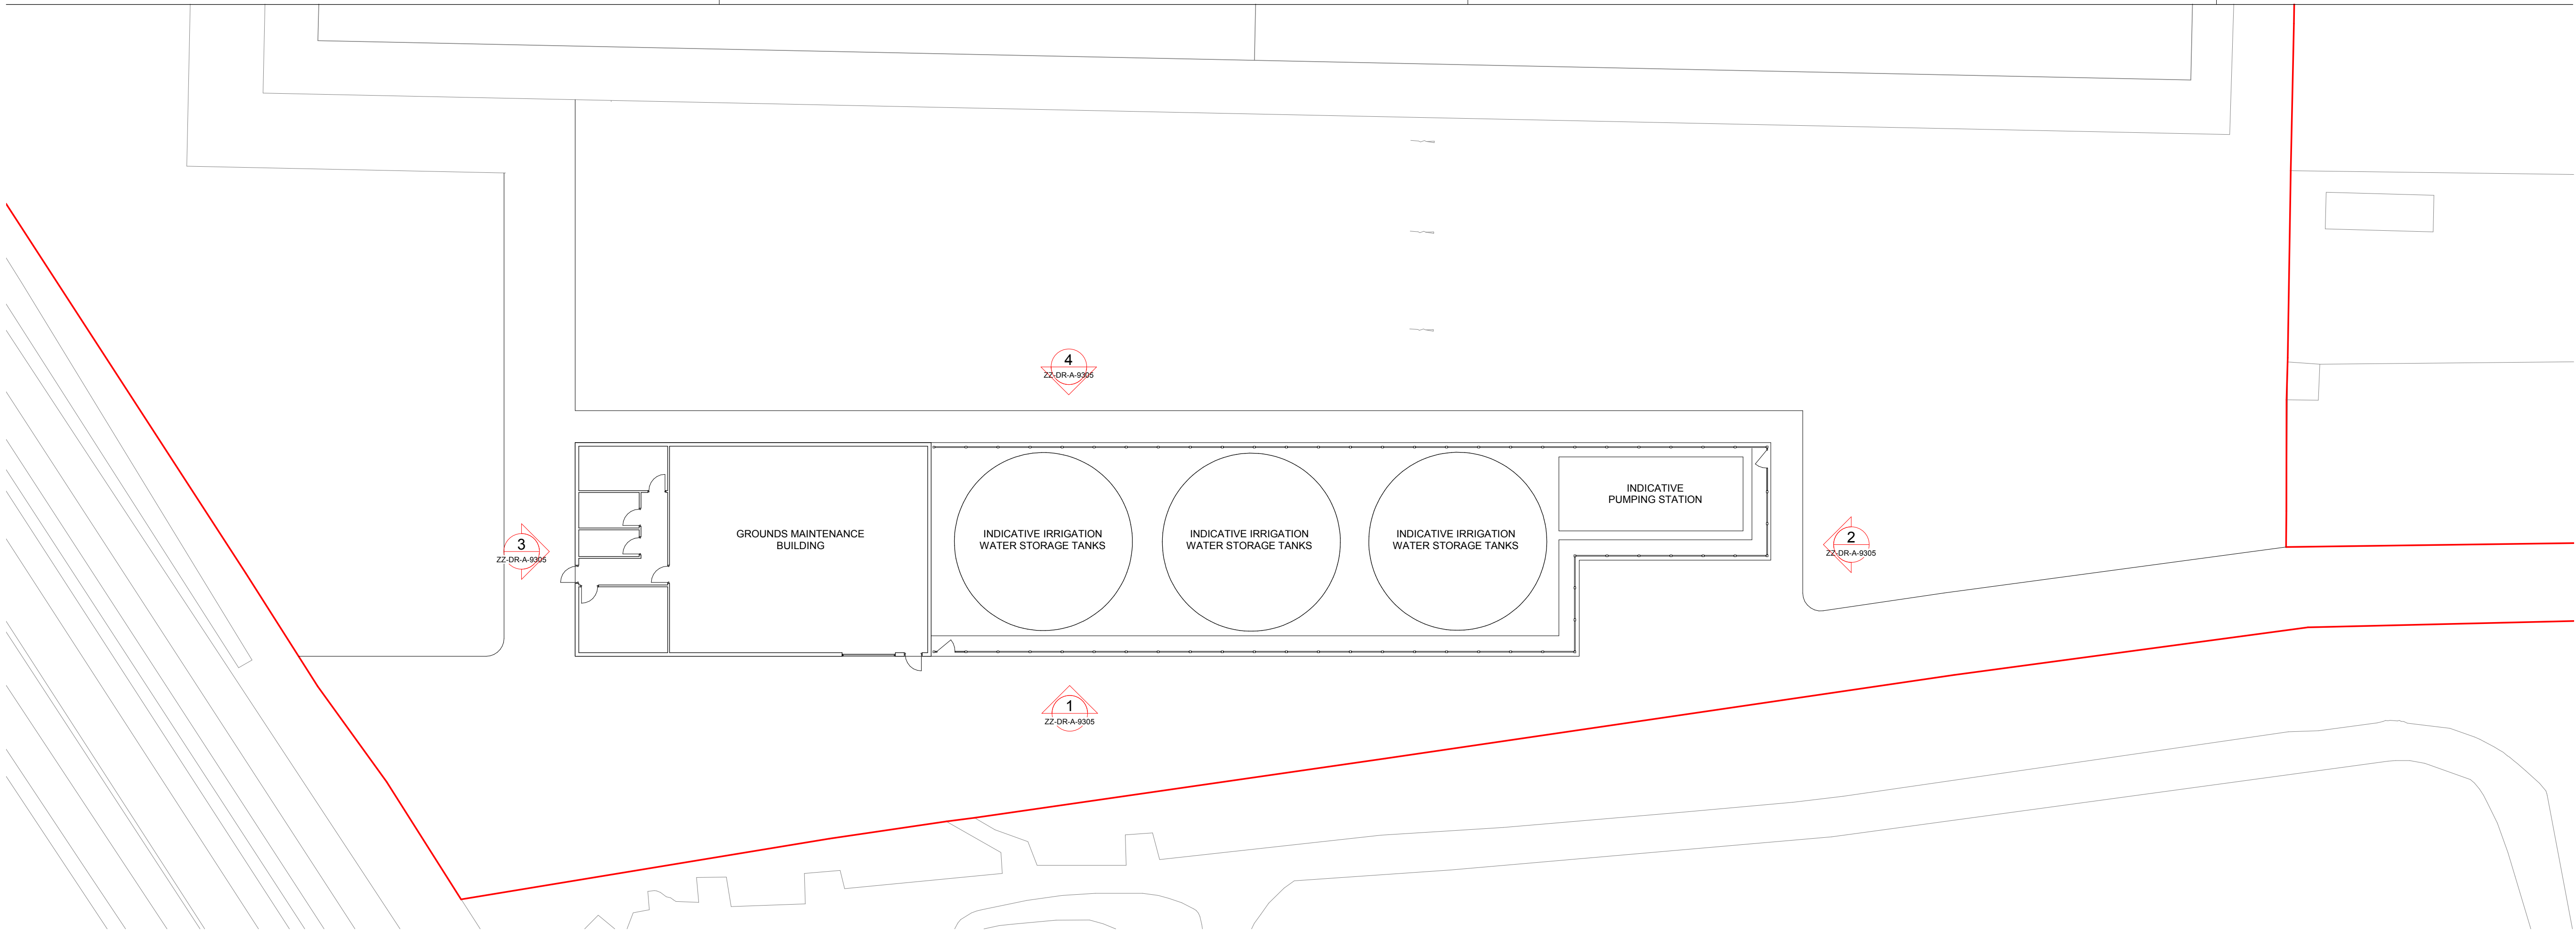 4
ZZ-DR-A-9305
INDICATIVE
PUMPING STATION
GROUNDS MAINTENANCE
BUILDING
INDICATIVE IRRIGATION
WATER STORAGE TANKS
INDICATIVE IRRIGATION
WATER STORAGE TANKS
INDICATIVE IRRIGATION
WATER STORAGE TANKS
3
ZZ-DR-A-9305
2
ZZ-DR-A-9305
1
ZZ-DR-A-9305